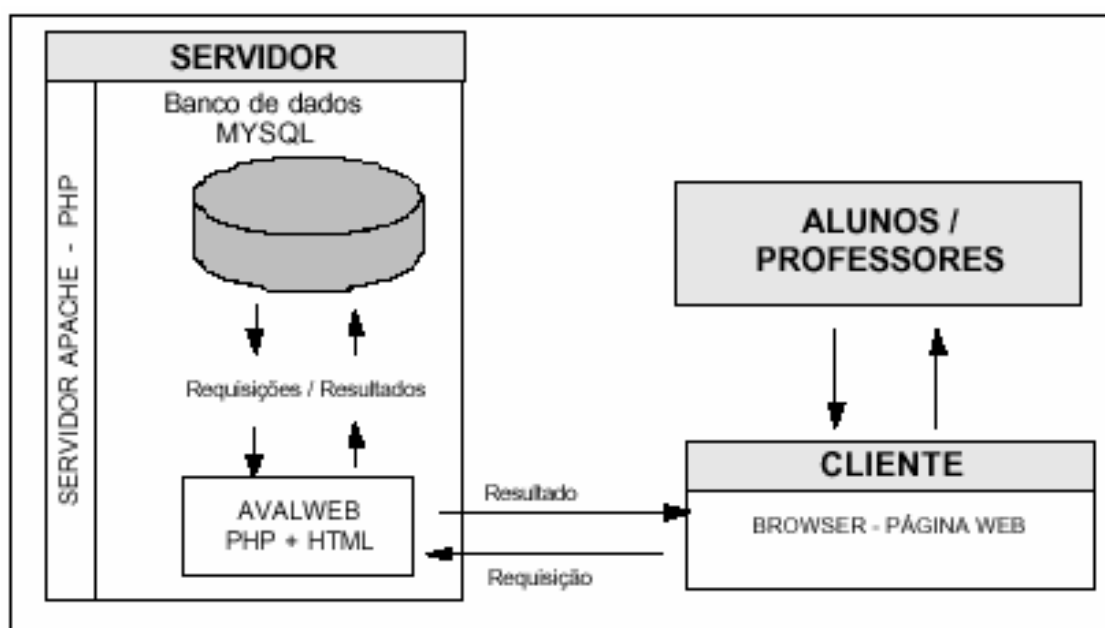 SERVIDOR
SERVIDOR APACHE - PHP
Banco de dados
MYSQL
Requisições / Resultados
AVALWEB
PHP + HTML
Resultado
Requisição
ALUNOS /
PROFESSORES
CLIENTE
BROWSER - PÁGINA WEB